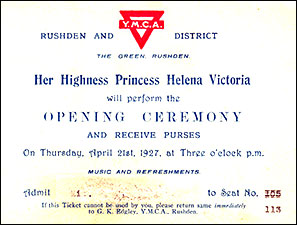 Y.M.C.A.
RUSHDEN AND DISTRICT
THE GREEN, RUSHDEN.
Her Highness Princess Helena Victoria
will perform the
OPENING CEREMONY
AND RECEIVE PURSES
On Thursday, April 21st, 1927, at Three o'clock p.m.
MUSIC AND REFRESHMENTS.
Admit 1 to Seat No. 105
If this Ticket cannot be used by you, please return same immediately
to G. K. Edgley, Y.M.C.A., Rushden.
113